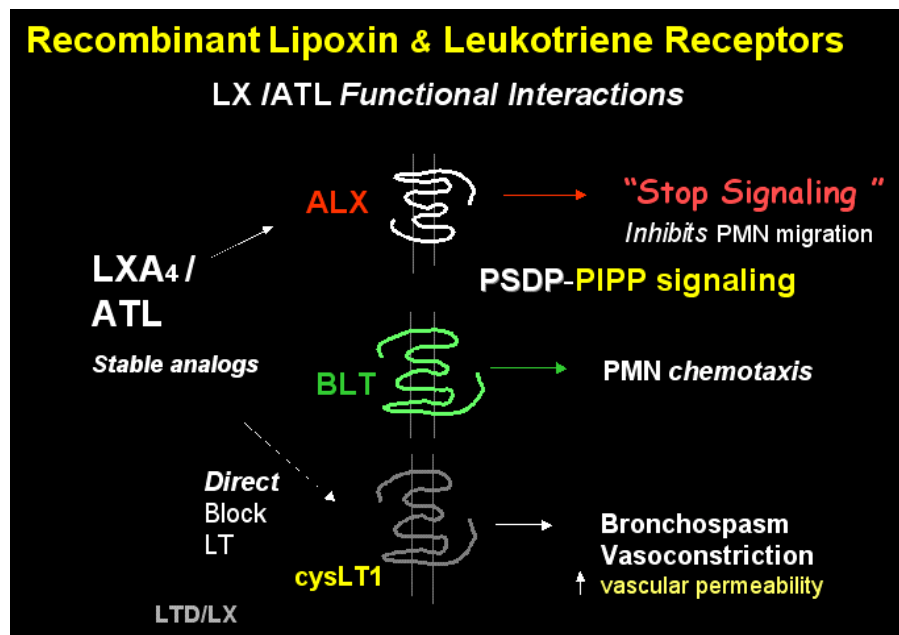 Recombinant Lipoxin & Leukotriene Receptors
LX /ATL Functional Interactions
ALX
“Stop Signaling ”
Inhibits PMN migration
LXA4 /
ATL
Stable analogs
PSDP-PIPP signaling
BLT
PMN chemotaxis
Direct
Block
LT
cysLT1
Bronchospasm
Vasoconstriction
vascular permeability
LTD/LX